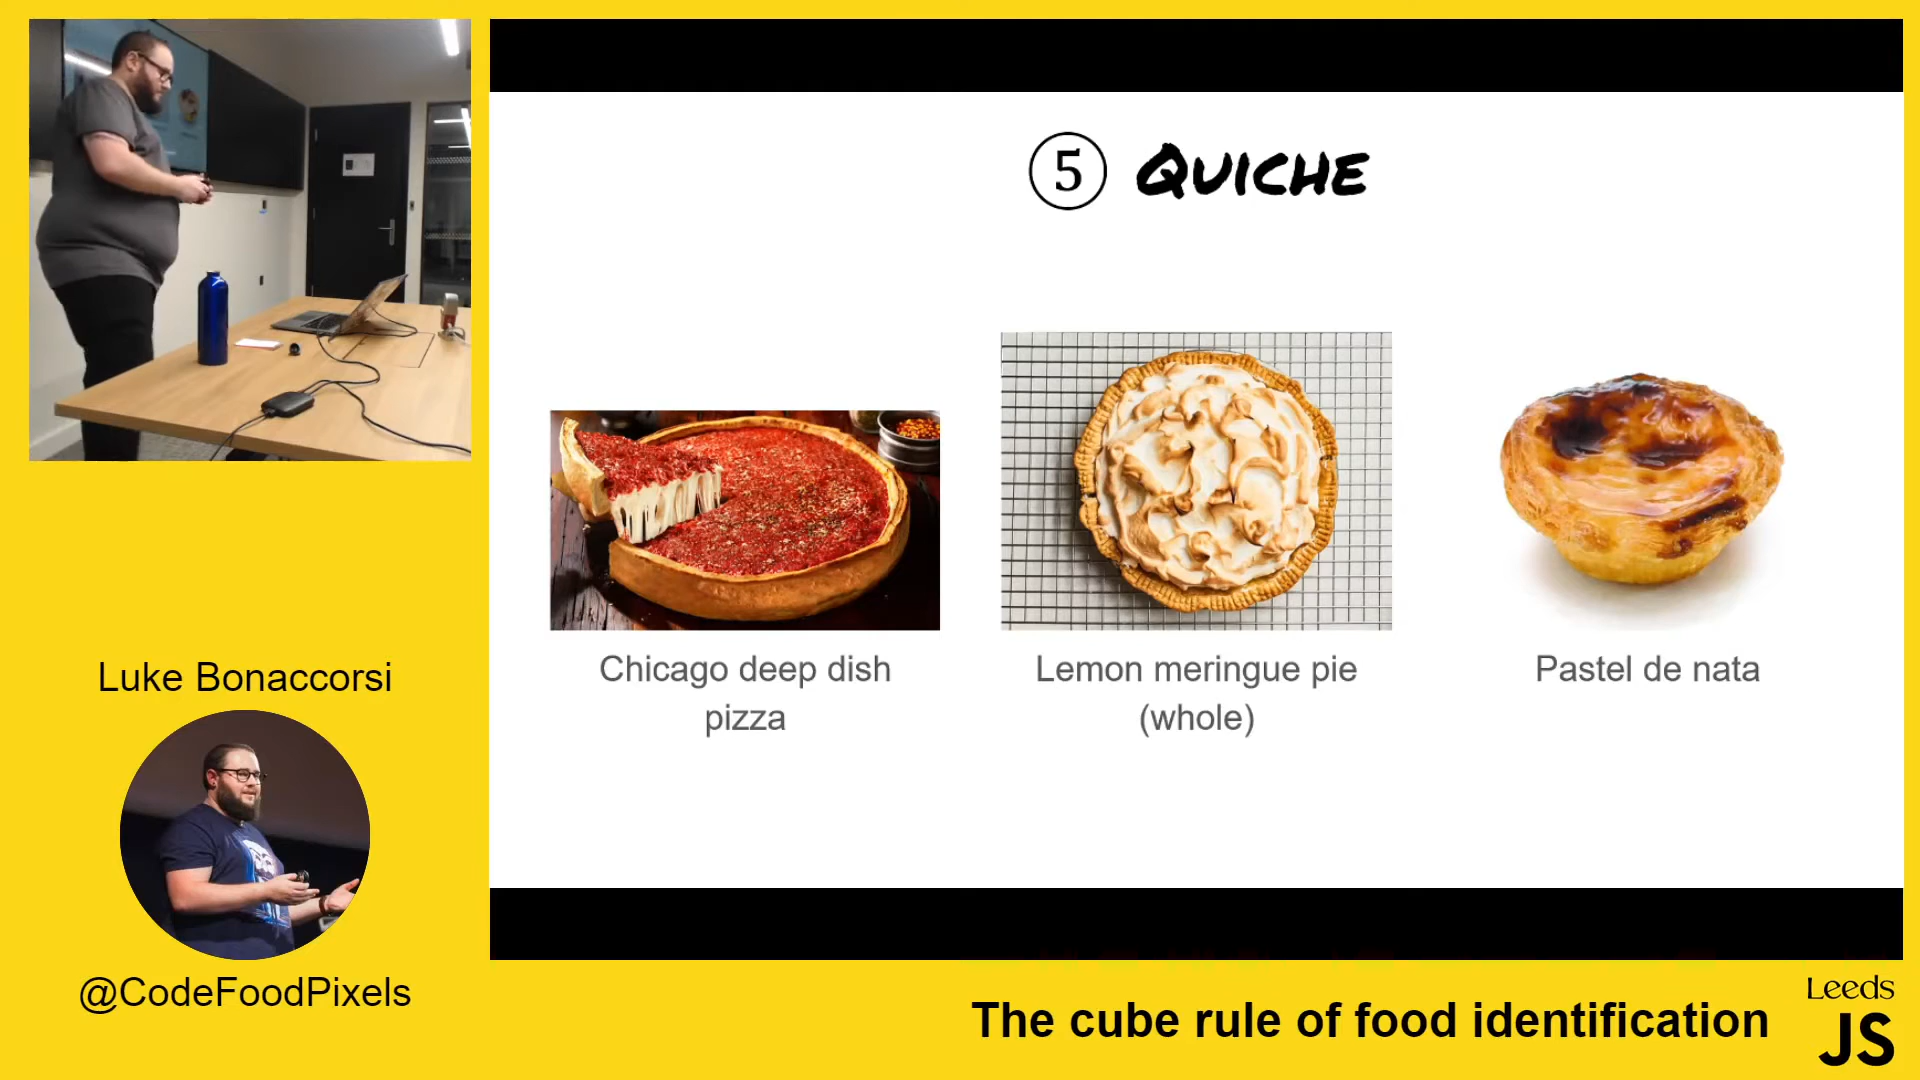 ⑤ QUICHE
Chicago deep dish
pizza
Lemon meringue pie
(whole)
Pastel de nata
Luke Bonaccorsi
@CodeFoodPixels
The cube rule of food identification
Leeds
JS